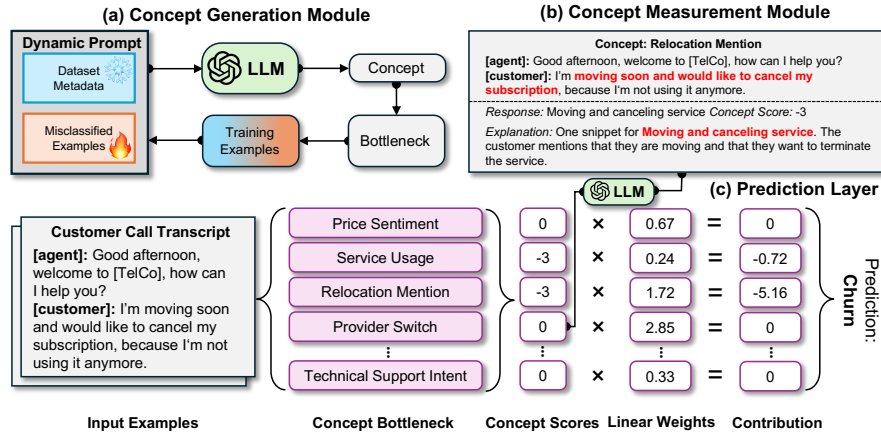 (a) Concept Generation Module
Dynamic Prompt
Dataset
Metadata
Misclassified
Examples
LLM
Concept
Training
Examples
Bottleneck
(b) Concept Measurement Module
Concept: Relocation Mention
[agent]: Good afternoon, welcome to [TelCo], how can I help you?
[customer]: I'm moving soon and would like to cancel my
subscription, because I'm not using it anymore.
Response: Moving and canceling service Concept Score: -3
Explanation: One snippet for Moving and canceling service. The
customer mentions that they are moving and that they want to terminate
the service.
LLM
(c) Prediction Layer
Customer Call Transcript
[agent]: Good afternoon,
welcome to [TelCo], how can
I help you?
[customer]: I'm moving soon
and would like to cancel my
subscription, because I'm not
using it anymore.
Price Sentiment 0 × 0.67 = 0
Service Usage -3 × 0.24 = -0.72
Relocation Mention -3 × 1.72 = -5.16
Provider Switch 0 × 2.85 = 0
Technical Support Intent 0 × 0.33 = 0
Prediction:
Churn
Input Examples Concept Bottleneck Concept Scores Linear Weights Contribution